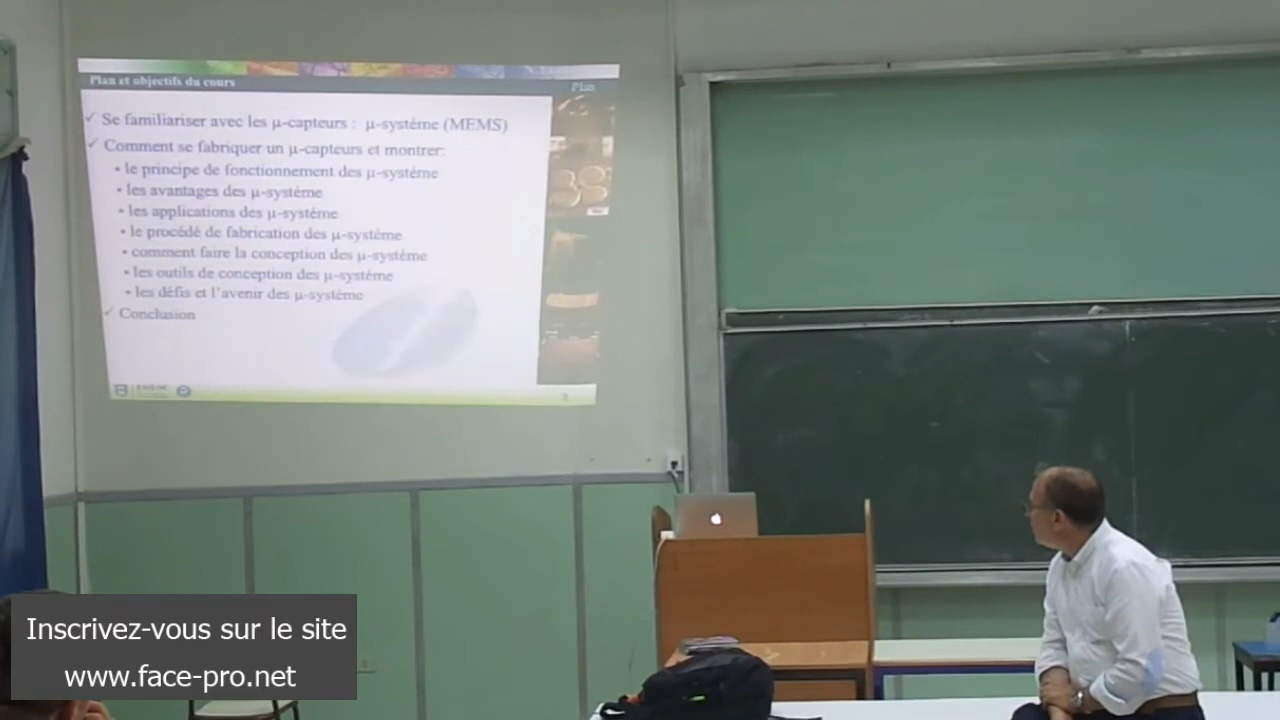 Plan et objectifs du cours
Plan
✓ Se familiariser avec les µ-capteurs : µ-système (MEMS)
✓ Comment se fabriquer un µ-capteurs et montrer:
• le principe de fonctionnement des µ-système
• les avantages des µ-système
• les applications des µ-système
• le procédé de fabrication des µ-système
• comment faire la conception des µ-système
• les outils de conception des µ-système
• les défis et l'avenir des µ-système
✓ Conclusion
Inscrivez-vous sur le site
www.face-pro.net